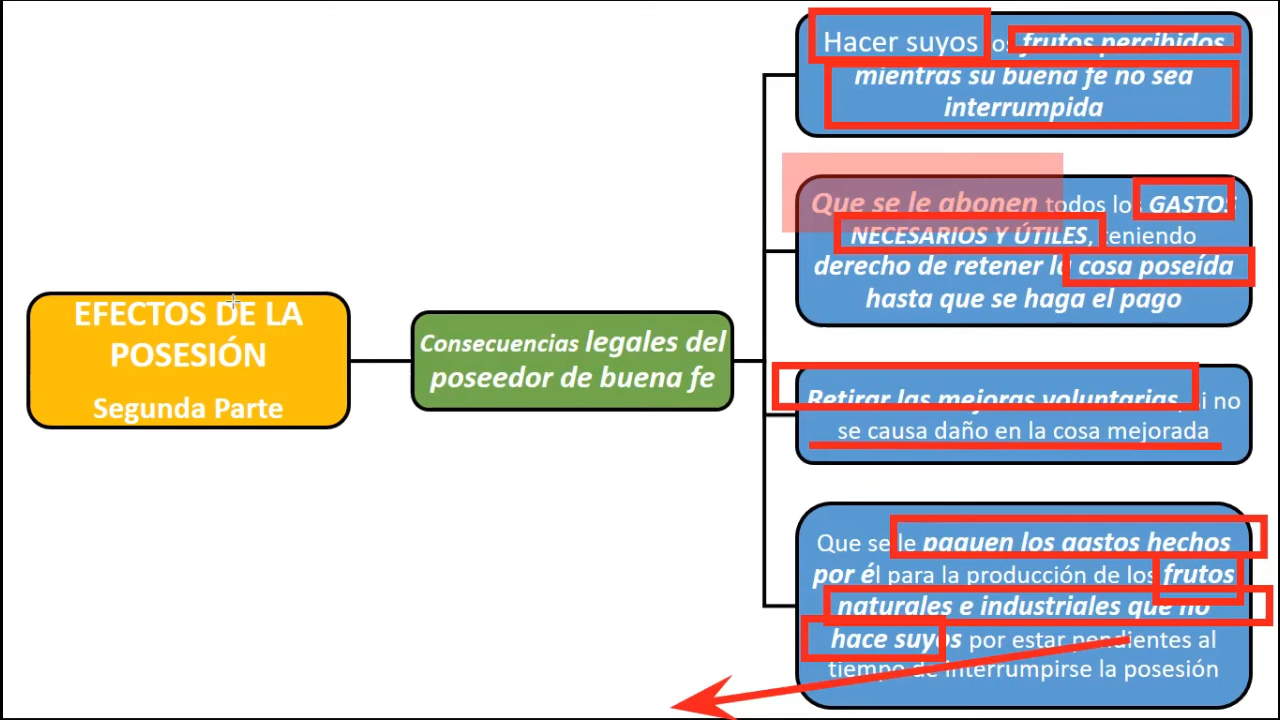 EFECTOS DE LA
POSESIÓN
Segunda Parte
Consecuencias legales del
poseedor de buena fe
Hacer suyos los frutos percibidos
mientras su buena fe no sea
interrumpida
Que se le abonen todos los GASTOS
NECESARIOS Y ÚTILES, teniendo
derecho de retener la cosa poseída
hasta que se haga el pago
Retirar las mejoras voluntarias, si no
se causa daño en la cosa mejorada
Que se le paguen los gastos hechos
por él para la producción de los frutos
naturales e industriales que no
hace suyos por estar pendientes al
tiempo de interrumpirse la posesión